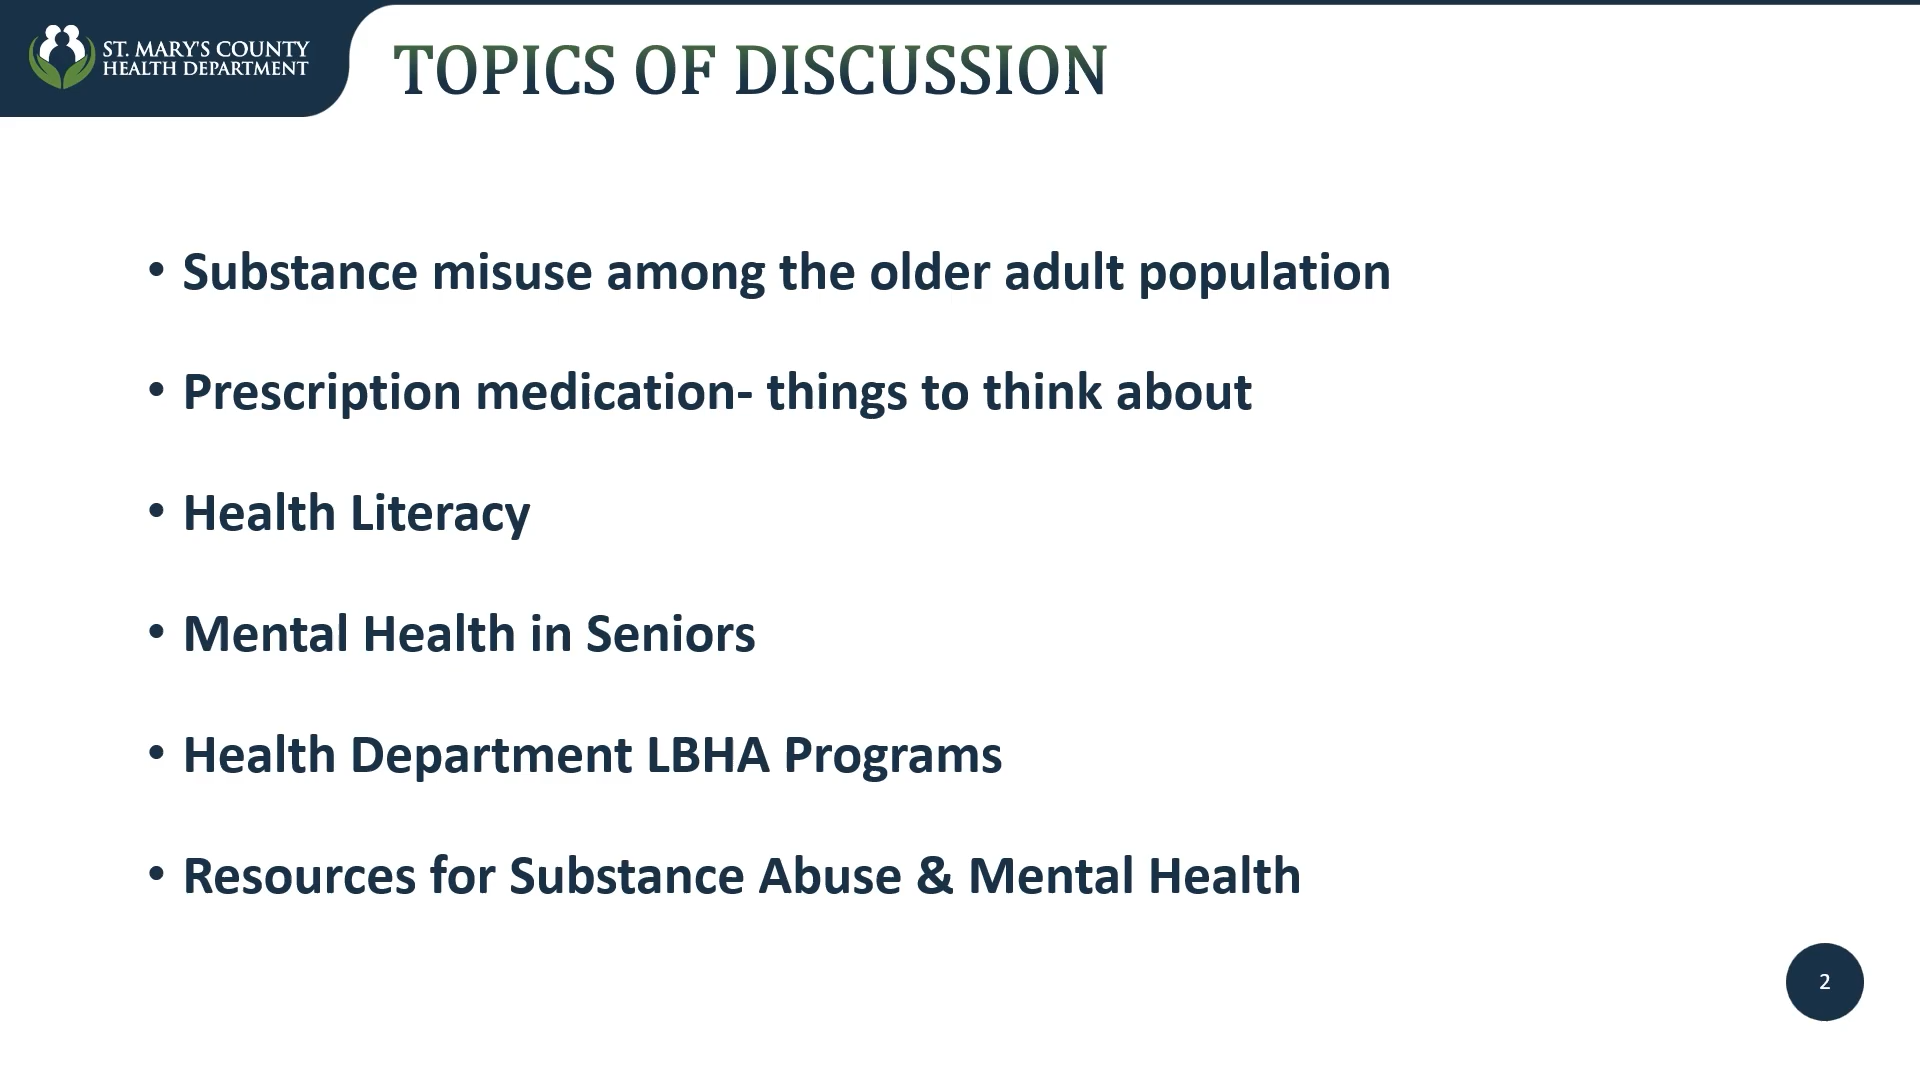 ST. MARY'S COUNTY
HEALTH DEPARTMENT
TOPICS OF DISCUSSION
• Substance misuse among the older adult population
• Prescription medication- things to think about
• Health Literacy
• Mental Health in Seniors
• Health Department LBHA Programs
• Resources for Substance Abuse & Mental Health
2